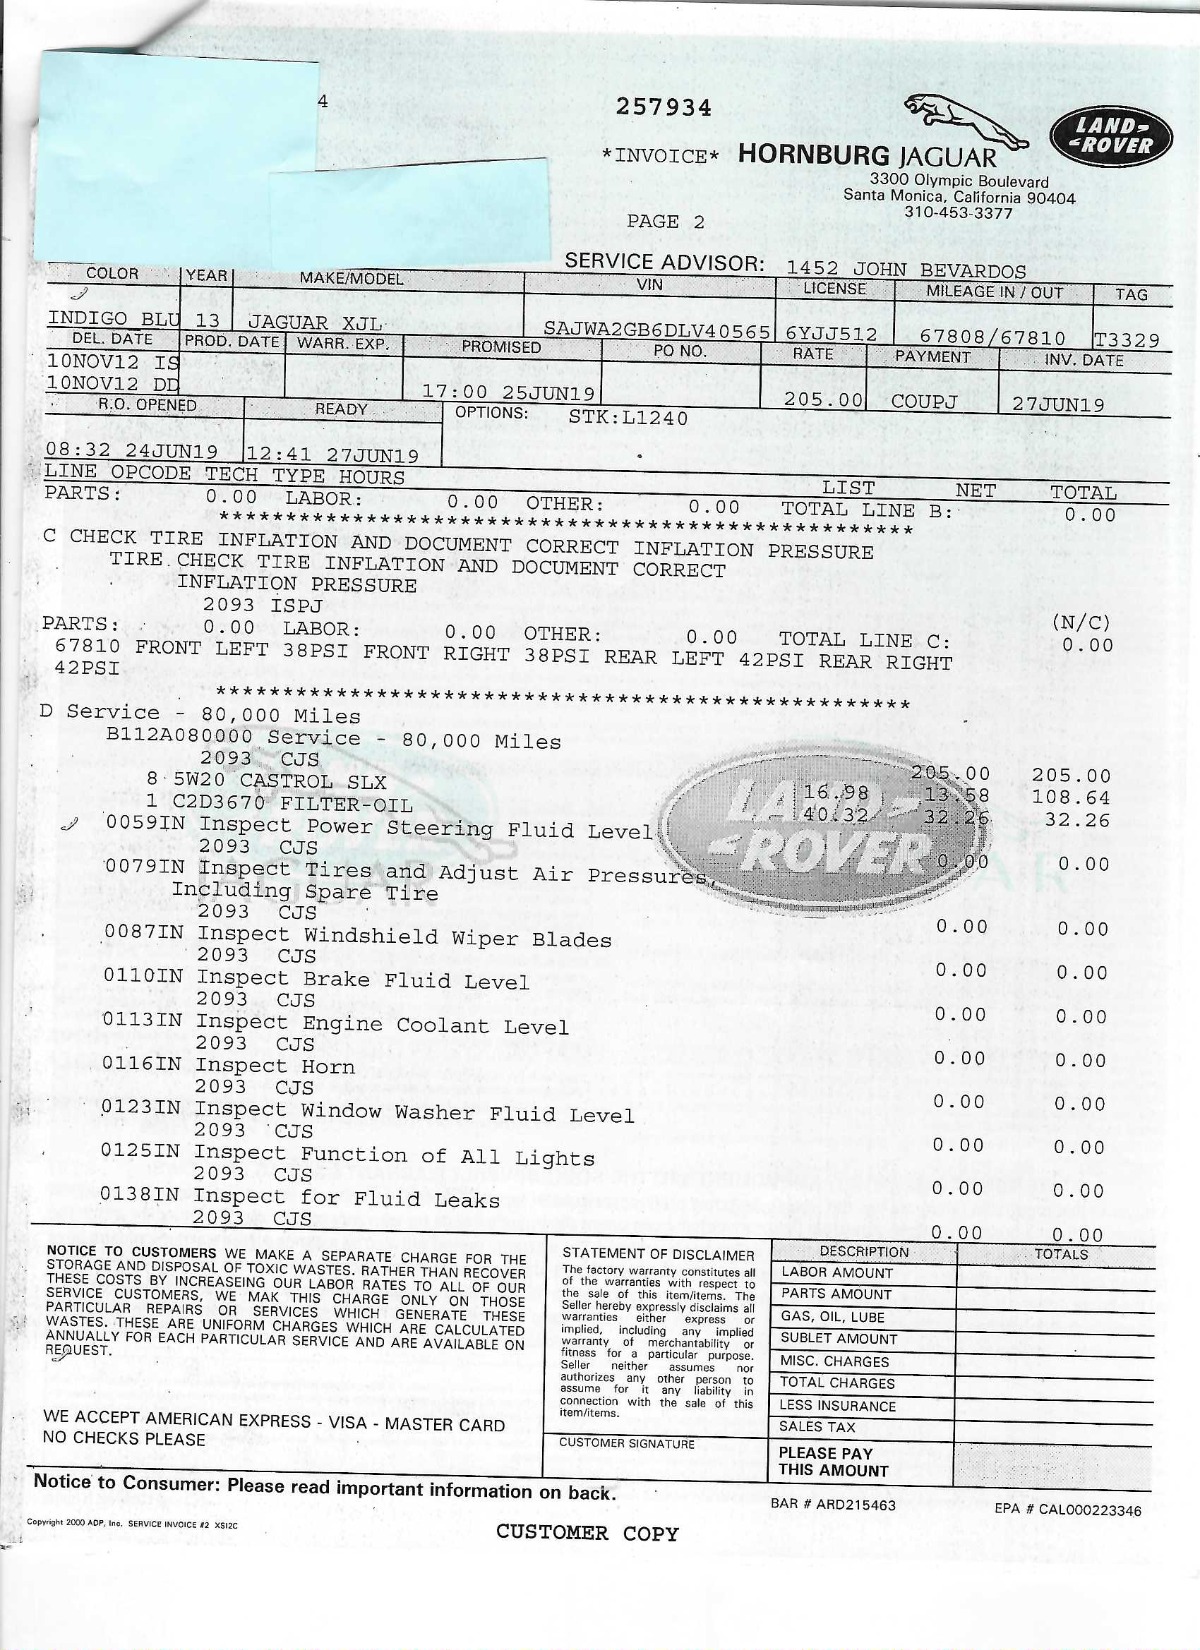 4
257934
*INVOICE* HORNBURG JAGUAR
LAND-
-ROVER
3300 Olympic Boulevard
Santa Monica, California 90404
310-453-3377
PAGE 2
SERVICE ADVISOR: 1452 JOHN BEVARDOS
COLOR YEAR MAKE/MODEL VIN LICENSE MILEAGE IN / OUT TAG
INDIGO BLU 13 JAGUAR XJL SAJWA2GB6DLV40565 6YJJ512 67808/67810 T3329
DEL. DATE PROD. DATE WARR. EXP. PROMISED PO NO. RATE PAYMENT INV. DATE
10NOV12 IS
10NOV12 DD 17:00 25JUN19 205.00 COUPJ 27JUN19
R.O. OPENED READY OPTIONS: STK:L1240
08:32 24JUN19 12:41 27JUN19
LINE OPCODE TECH TYPE HOURS LIST NET TOTAL
PARTS: 0.00 LABOR: 0.00 OTHER: 0.00 TOTAL LINE B: 0.00
****************************************************
C CHECK TIRE INFLATION AND DOCUMENT CORRECT INFLATION PRESSURE
TIRE CHECK TIRE INFLATION AND DOCUMENT CORRECT
INFLATION PRESSURE
2093 ISPJ (N/C)
PARTS: 0.00 LABOR: 0.00 OTHER: 0.00 TOTAL LINE C: 0.00
67810 FRONT LEFT 38PSI FRONT RIGHT 38PSI REAR LEFT 42PSI REAR RIGHT
42PSI
****************************************************
D Service - 80,000 Miles
B112A080000 Service - 80,000 Miles
2093 CJS 205.00 205.00
8 5W20 CASTROL SLX 16.98 13.58 108.64
1 C2D3670 FILTER-OIL 40.32 32.26 32.26
0059IN Inspect Power Steering Fluid Level
2093 CJS 0.00 0.00
0079IN Inspect Tires and Adjust Air Pressures,
Including Spare Tire
2093 CJS 0.00 0.00
0087IN Inspect Windshield Wiper Blades
2093 CJS 0.00 0.00
0110IN Inspect Brake Fluid Level
2093 CJS 0.00 0.00
0113IN Inspect Engine Coolant Level
2093 CJS 0.00 0.00
0116IN Inspect Horn
2093 CJS 0.00 0.00
0123IN Inspect Window Washer Fluid Level
2093 CJS 0.00 0.00
0125IN Inspect Function of All Lights
2093 CJS 0.00 0.00
0138IN Inspect for Fluid Leaks
2093 CJS 0.00 0.00
LAND-
-ROVER
JAGUAR
NOTICE TO CUSTOMERS WE MAKE A SEPARATE CHARGE FOR THE
STORAGE AND DISPOSAL OF TOXIC WASTES. RATHER THAN RECOVER
THESE COSTS BY INCREASEING OUR LABOR RATES TO ALL OF OUR
SERVICE CUSTOMERS, WE MAK THIS CHARGE ONLY ON THOSE
PARTICULAR REPAIRS OR SERVICES WHICH GENERATE THESE
WASTES. THESE ARE UNIFORM CHARGES WHICH ARE CALCULATED
ANNUALLY FOR EACH PARTICULAR SERVICE AND ARE AVAILABLE ON
REQUEST.
WE ACCEPT AMERICAN EXPRESS - VISA - MASTER CARD
NO CHECKS PLEASE
STATEMENT OF DISCLAIMER
The factory warranty constitutes all
of the warranties with respect to
the sale of this item/items. The
Seller hereby expressly disclaims all
warranties either express or
implied, including any implied
warranty of merchantability or
fitness for a particular purpose.
Seller neither assumes nor
authorizes any other person to
assume for it any liability in
connection with the sale of this
item/items.
CUSTOMER SIGNATURE
DESCRIPTION TOTALS
LABOR AMOUNT
PARTS AMOUNT
GAS, OIL, LUBE
SUBLET AMOUNT
MISC. CHARGES
TOTAL CHARGES
LESS INSURANCE
SALES TAX
PLEASE PAY
THIS AMOUNT
Notice to Consumer: Please read important information on back.
BAR # ARD215463 EPA # CAL000223346
Copyright 2000 ADP, Inc. SERVICE INVOICE #2 XSI2C
CUSTOMER COPY